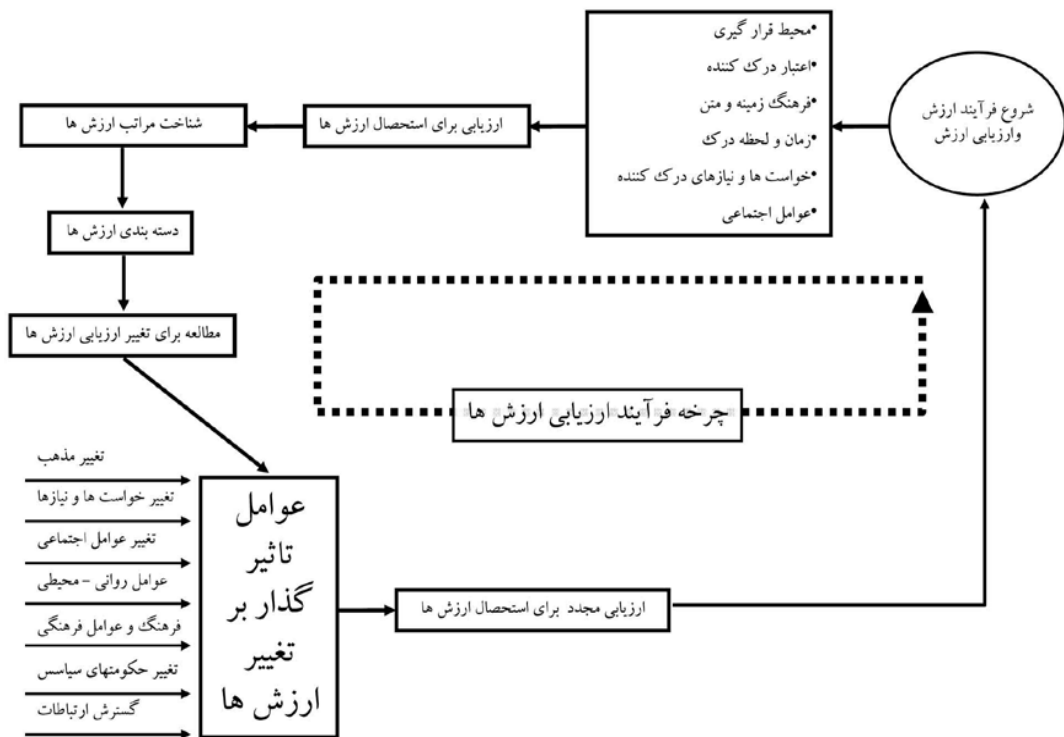 شروع فرآیند ارزش
وارزیابی ارزش
•محیط قرار گیری
•اعتبار درک کننده
•فرهنگ زمینه و متن
•زمان و لحظه درک
•خواست ها و نیازهای درک کننده
•عوامل اجتماعی
ارزیابی برای استحصال ارزش ها
شناخت مراتب ارزش ها
دسته بندی ارزش ها
مطالعه برای تغییر ارزیابی ارزش ها
چرخه فرآیند ارزیابی ارزش ها
تغییر مذهب
تغییر خواست ها و نیازها
تغییر عوامل اجتماعی
عوامل روانی – محیطی
فرهنگ و عوامل فرهنگی
تغییر حکومتهای سیاسس
گسترش ارتباطات
عوامل
تاثیر
گذار بر
تغییر
ارزش ها
ارزیابی مجدد برای استحصال ارزش ها